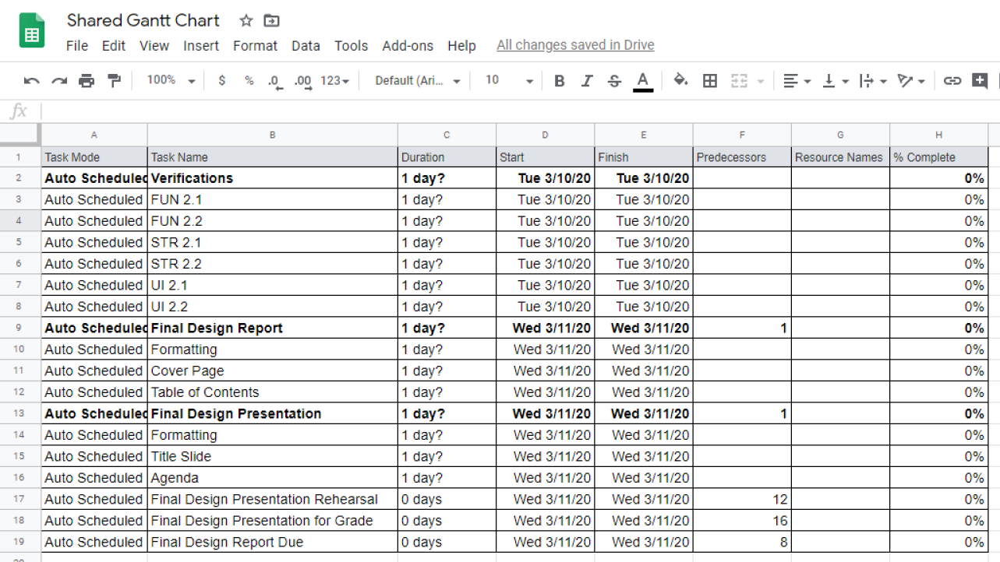 Shared Gantt Chart
File Edit View Insert Format Data Tools Add-ons Help All changes saved in Drive
100% $ % .0 .00 123 Default (Ari... 10 B I S A
fx
A B C D E F G H
1 Task Mode Task Name Duration Start Finish Predecessors Resource Names % Complete
2 Auto Scheduled Verifications 1 day? Tue 3/10/20 Tue 3/10/20 0%
3 Auto Scheduled FUN 2.1 1 day? Tue 3/10/20 Tue 3/10/20 0%
4 Auto Scheduled FUN 2.2 1 day? Tue 3/10/20 Tue 3/10/20 0%
5 Auto Scheduled STR 2.1 1 day? Tue 3/10/20 Tue 3/10/20 0%
6 Auto Scheduled STR 2.2 1 day? Tue 3/10/20 Tue 3/10/20 0%
7 Auto Scheduled UI 2.1 1 day? Tue 3/10/20 Tue 3/10/20 0%
8 Auto Scheduled UI 2.2 1 day? Tue 3/10/20 Tue 3/10/20 0%
9 Auto Scheduled Final Design Report 1 day? Wed 3/11/20 Wed 3/11/20 1 0%
10 Auto Scheduled Formatting 1 day? Wed 3/11/20 Wed 3/11/20 0%
11 Auto Scheduled Cover Page 1 day? Wed 3/11/20 Wed 3/11/20 0%
12 Auto Scheduled Table of Contents 1 day? Wed 3/11/20 Wed 3/11/20 0%
13 Auto Scheduled Final Design Presentation 1 day? Wed 3/11/20 Wed 3/11/20 1 0%
14 Auto Scheduled Formatting 1 day? Wed 3/11/20 Wed 3/11/20 0%
15 Auto Scheduled Title Slide 1 day? Wed 3/11/20 Wed 3/11/20 0%
16 Auto Scheduled Agenda 1 day? Wed 3/11/20 Wed 3/11/20 0%
17 Auto Scheduled Final Design Presentation Rehearsal 0 days Wed 3/11/20 Wed 3/11/20 12 0%
18 Auto Scheduled Final Design Presentation for Grade 0 days Wed 3/11/20 Wed 3/11/20 16 0%
19 Auto Scheduled Final Design Report Due 0 days Wed 3/11/20 Wed 3/11/20 8 0%